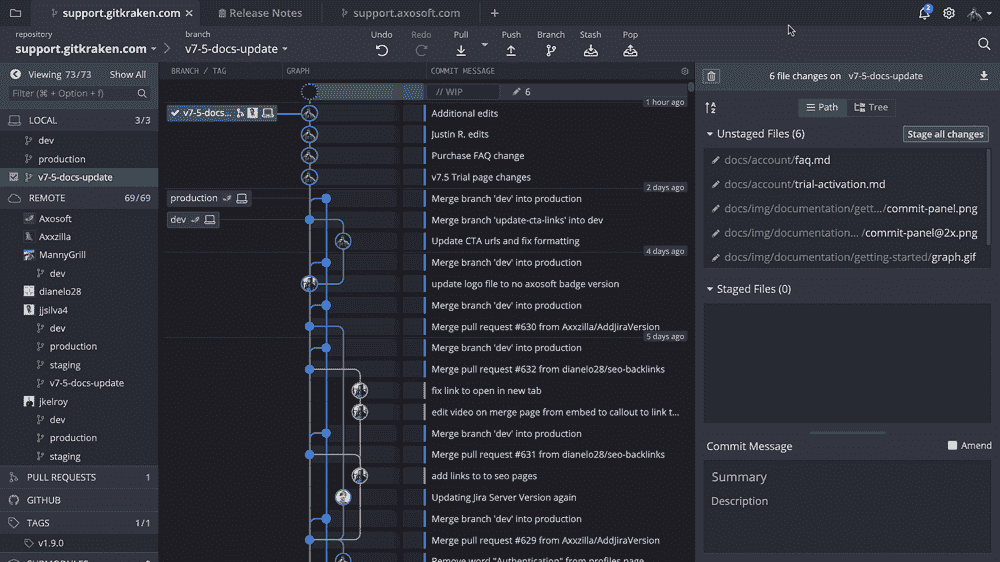 support.gitkraken.com ×
Release Notes
support.axosoft.com
+
2
repository
support.gitkraken.com
branch
v7-5-docs-update
Undo
Redo
Pull
Push
Branch
Stash
Pop
Viewing 73/73 Show All
Filter (⌘ + Option + f)
LOCAL 3/3
dev
production
v7-5-docs-update
REMOTE 69/69
Axosoft
Axxzilla
MannyGrill
dev
dianelo28
jjsilva4
dev
production
staging
v7-5-docs-update
jkelroy
dev
production
staging
PULL REQUESTS 1
GITHUB
TAGS 1/1
v1.9.0
BRANCH / TAG
GRAPH
COMMIT MESSAGE
// WIP 6
1 hour ago
v7-5-docs...
Additional edits
Justin R. edits
Purchase FAQ change
v7.5 Trial page changes
2 days ago
production
Merge branch 'dev' into production
dev
Merge branch 'update-cta-links' into dev
Update CTA urls and fix formatting
4 days ago
Merge branch 'dev' into production
update logo file to no axosoft badge version
Merge branch 'dev' into production
Merge pull request #630 from Axxzilla/AddJiraVersion
5 days ago
Merge branch 'dev' into production
Merge pull request #632 from dianelo28/seo-backlinks
fix link to open in new tab
edit video on merge page from embed to callout to link t...
Merge branch 'dev' into production
Merge pull request #631 from dianelo28/seo-backlinks
add links to to seo pages
Updating Jira Server Version again
Merge branch 'dev' into production
Merge pull request #629 from Axxzilla/AddJiraVersion
Remove word "Authentication" from profiles page
6 file changes on v7-5-docs-update
Path
Tree
Unstaged Files (6)
Stage all changes
docs/account/faq.md
docs/account/trial-activation.md
docs/img/documentation/gett.../commit-panel.png
docs/img/documentation.../commit-panel@2x.png
docs/img/documentation/getting-started/graph.gif
Staged Files (0)
Commit Message
Amend
Summary
Description